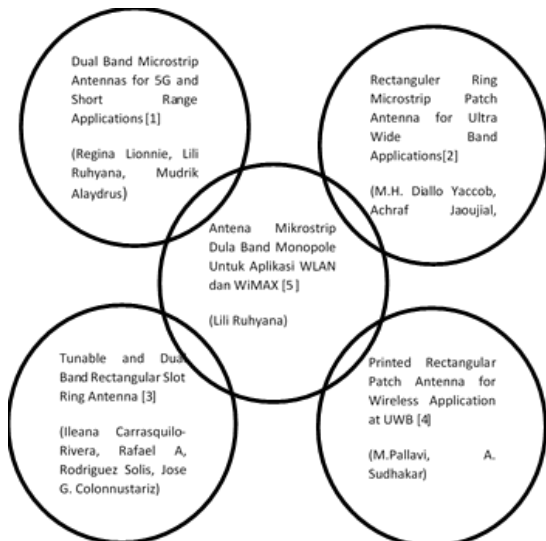 Dual Band Microstrip
Antennas for 5G and
Short Range
Applications [1]
(Regina Lionnie, Lili
Ruhyana, Mudrik
Alaydrus)
Rectanguler Ring
Microstrip Patch
Antenna for Ultra
Wide Band
Applications[2]
(M.H. Diallo Yaccob,
Achraf Jaoujial,
Antena Mikrostrip
Dula Band Monopole
Untuk Aplikasi WLAN
dan WiMAX [5]
(Lili Ruhyana)
Tunable and Dual
Band Rectangular Slot
Ring Antenna [3]
(Ileana Carrasquilo-
Rivera, Rafael A,
Rodriguez Solis, Jose
G. Colonnustariz)
Printed Rectangular
Patch Antenna for
Wireless Application
at UWB [4]
(M.Pallavi, A.
Sudhakar)